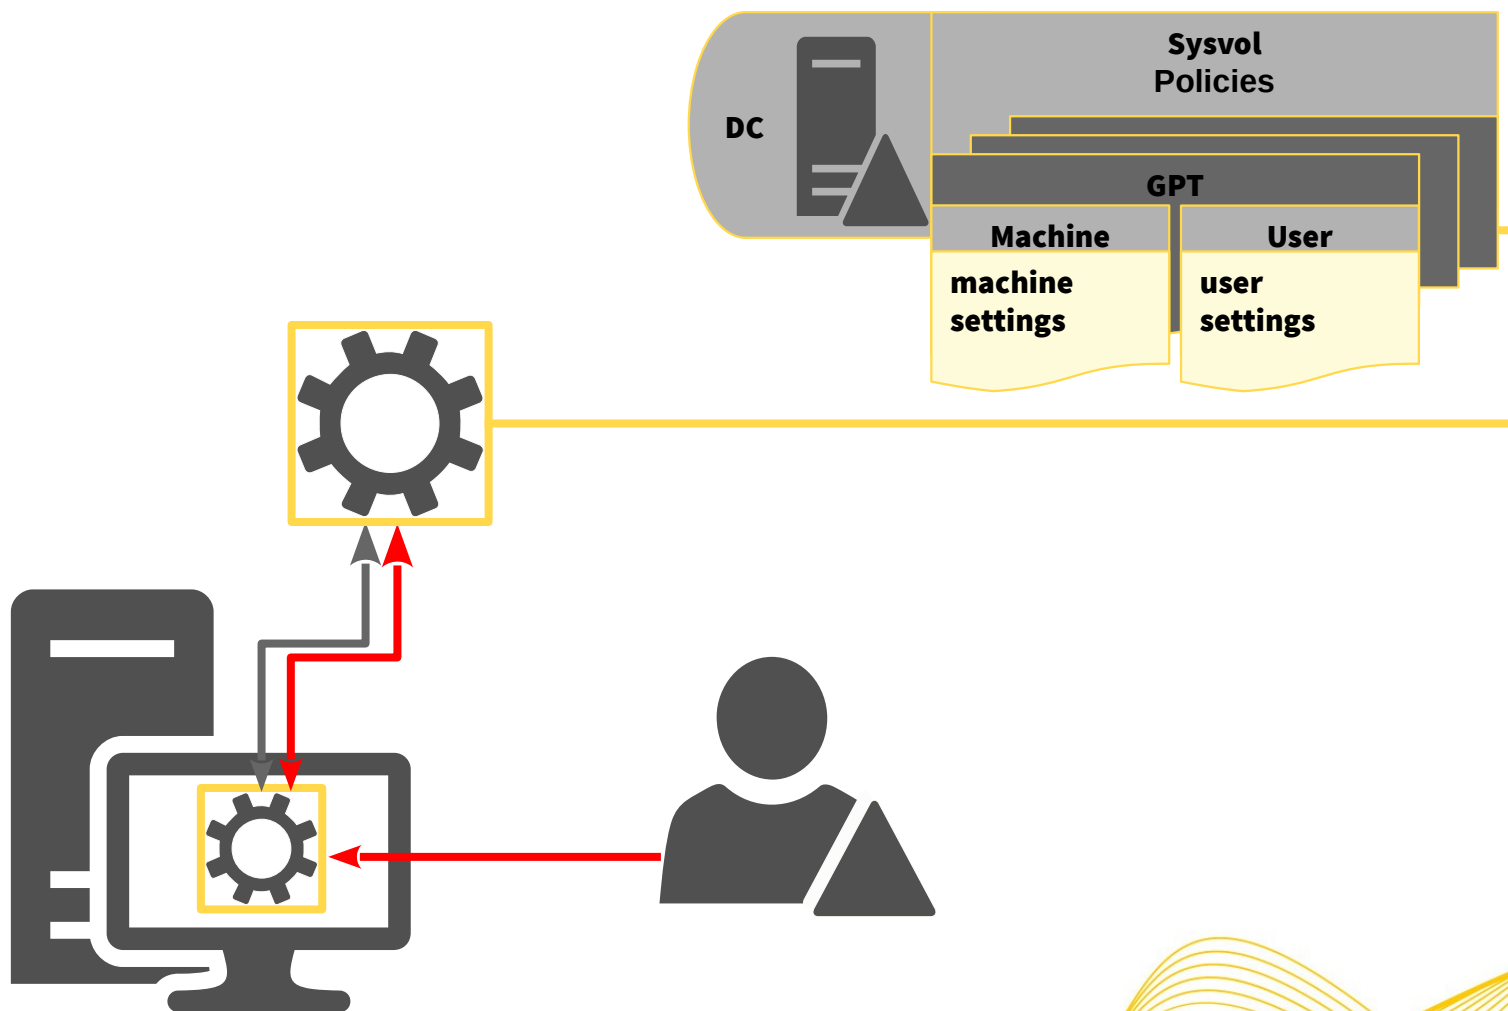 Sysvol
Policies
DC
GPT
Machine
User
machine
settings
user
settings